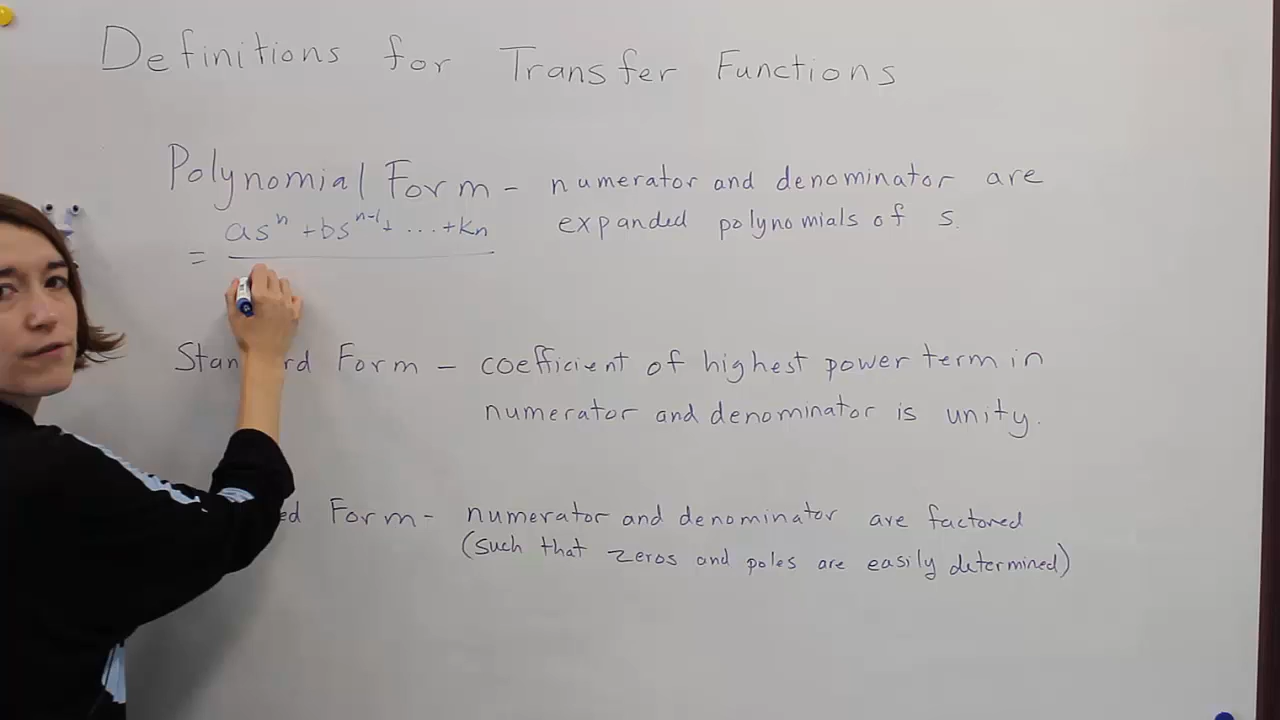 Definitions for Transfer Functions
Polynomial Form - numerator and denominator are
expanded polynomials of s.
= as^n + bs^n-1 + ... + kn
Form - coefficient of highest power term in
numerator and denominator is unity.
Form - numerator and denominator are factored
(such that zeros and poles are easily determined)